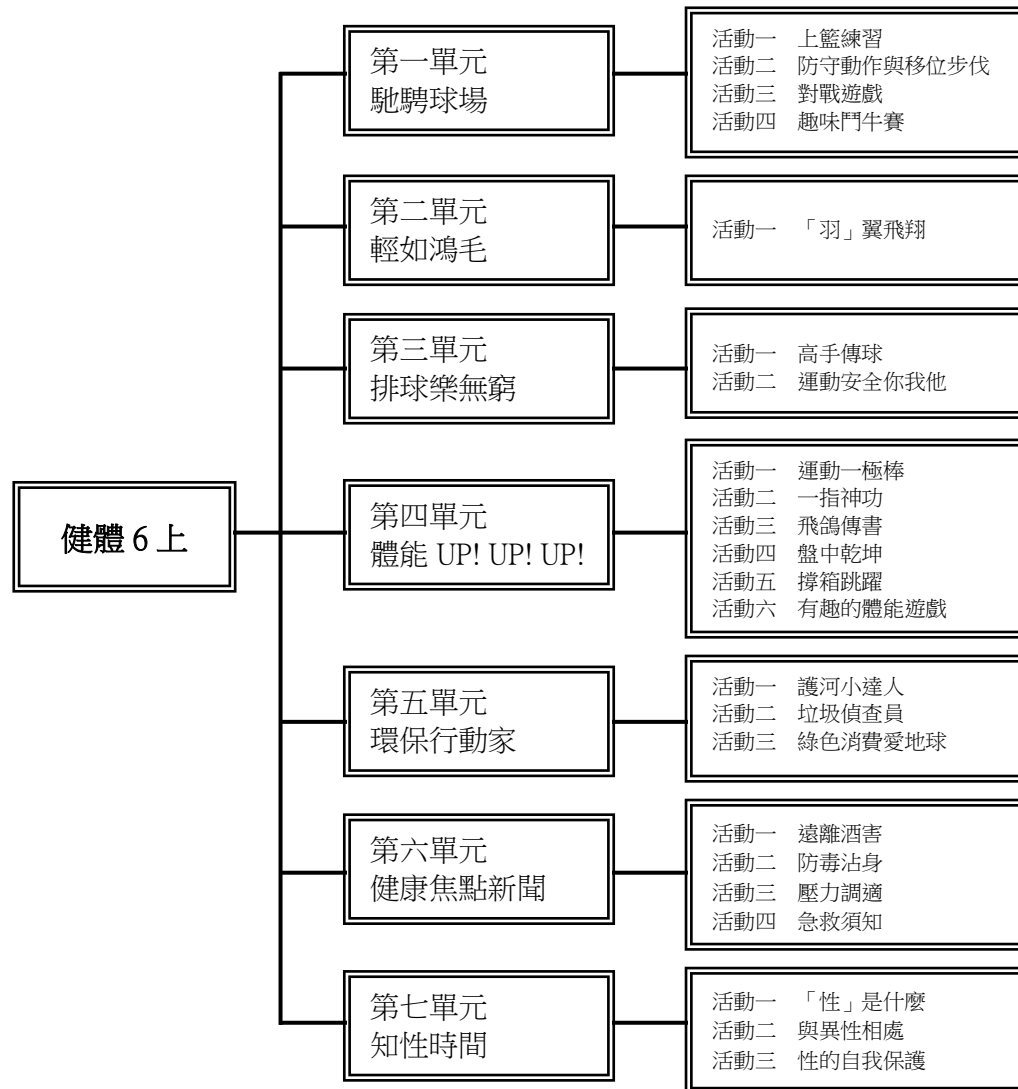 健體 6 上
第一單元
馳騁球場
活動一　上籃練習
活動二　防守動作與移位步伐
活動三　對戰遊戲
活動四　趣味鬥牛賽
第二單元
輕如鴻毛
活動一　「羽」翼飛翔
第三單元
排球樂無窮
活動一　高手傳球
活動二　運動安全你我他
第四單元
體能 UP! UP! UP!
活動一　運動一極棒
活動二　一指神功
活動三　飛鴿傳書
活動四　盤中乾坤
活動五　撐箱跳躍
活動六　有趣的體能遊戲
第五單元
環保行動家
活動一　護河小達人
活動二　垃圾偵查員
活動三　綠色消費愛地球
第六單元
健康焦點新聞
活動一　遠離酒害
活動二　防毒沾身
活動三　壓力調適
活動四　急救須知
第七單元
知性時間
活動一　「性」是什麼
活動二　與異性相處
活動三　性的自我保護